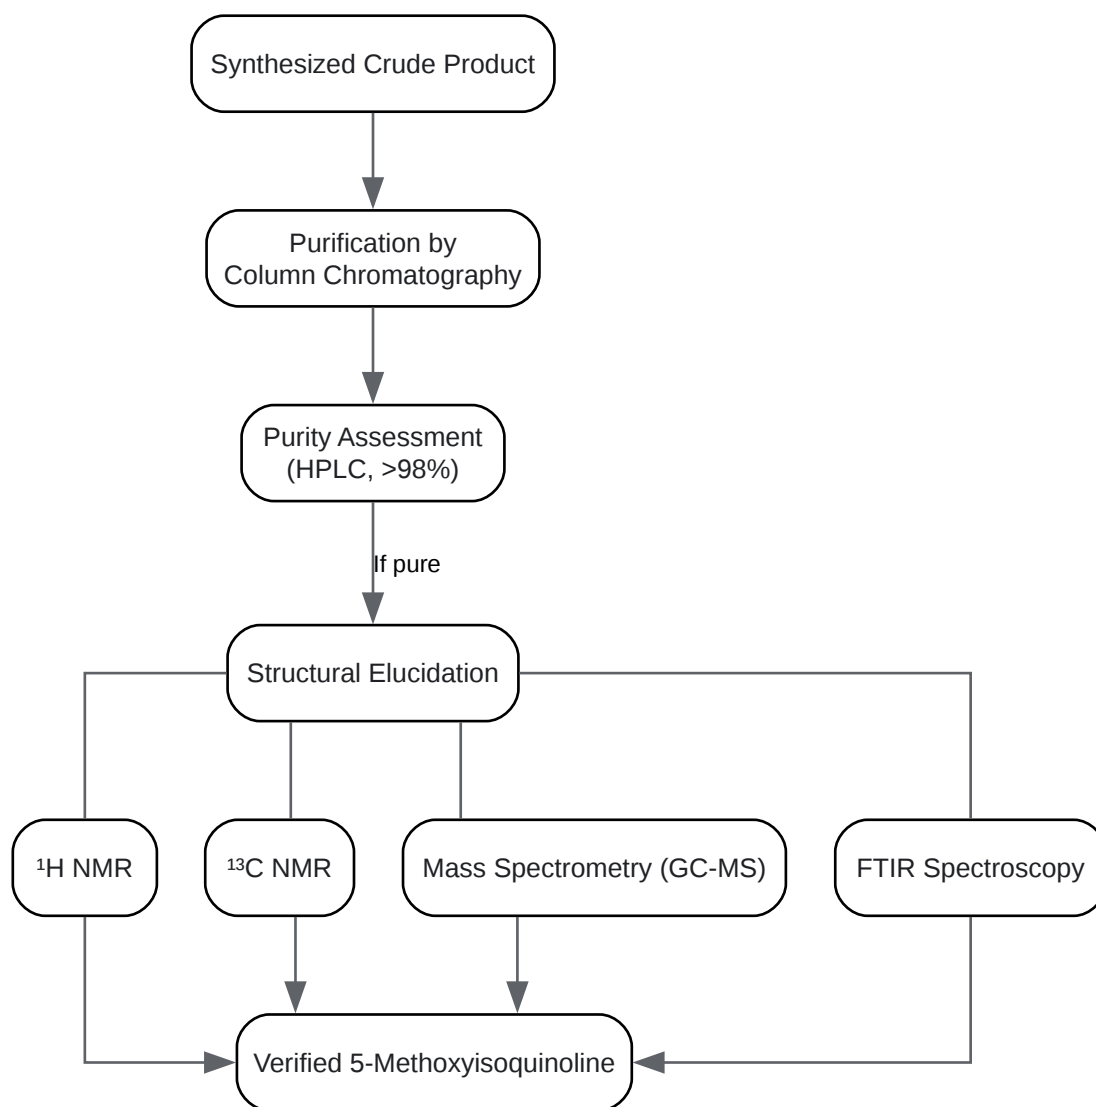 Synthesized Crude Product
Purification by
Column Chromatography
Purity Assessment
(HPLC, >98%)
If pure
Structural Elucidation
¹H NMR
¹³C NMR
Mass Spectrometry (GC-MS)
FTIR Spectroscopy
Verified 5-Methoxyisoquinoline